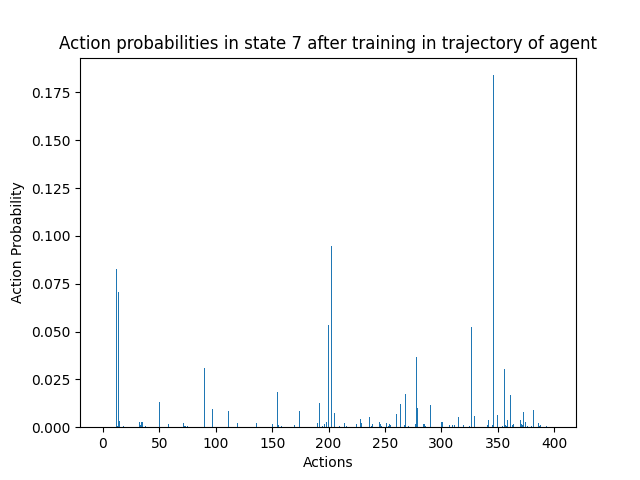 Action probabilities in state 7 after training in trajectory of agent
0.175
0.150
0.125
0.100
0.075
0.050
0.025
0.000
Action Probability
0 50 100 150 200 250 300 350 400
Actions